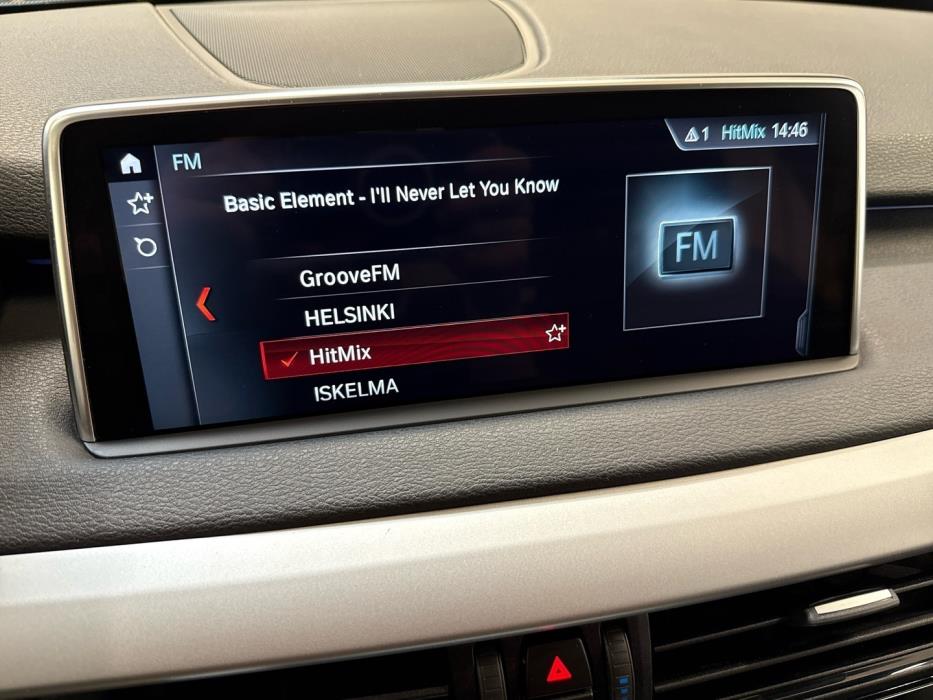 FM
1 HitMix 14:46
Basic Element - I'll Never Let You Know
FM
GrooveFM
HELSINKI
HitMix
ISKELMA